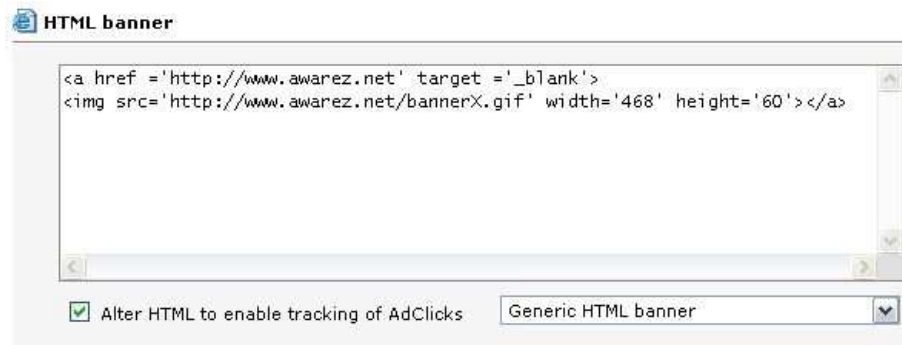 HTML banner
<a href ='http://www.awarez.net' target ='_blank'>
<img src='http://www.awarez.net/bannerX.gif' width='468' height='60'></a>
Alter HTML to enable tracking of AdClicks
Generic HTML banner